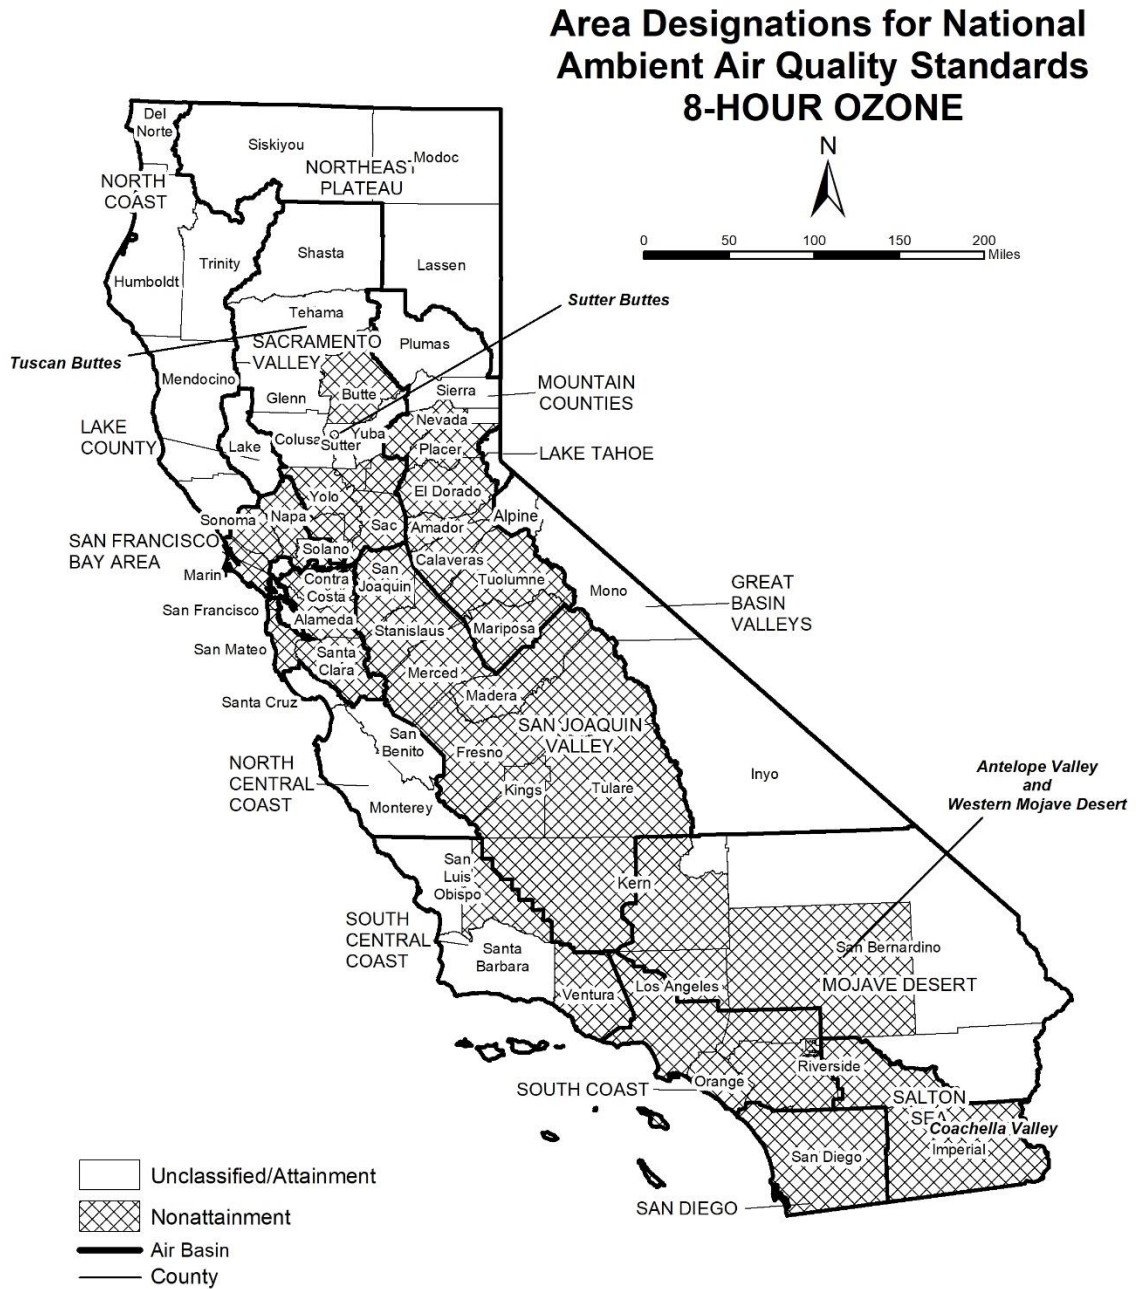 Area Designations for National
Ambient Air Quality Standards
8-HOUR OZONE
N
0 50 100 150 200
Miles
Del
Norte
Siskiyou
Modoc
NORTHEAST
PLATEAU
NORTH
COAST
Shasta
Trinity
Lassen
Humboldt
Sutter Buttes
Tehama
Tuscan Buttes
SACRAMENTO
VALLEY
Plumas
Mendocino
MOUNTAIN
COUNTIES
Butte
Sierra
Glenn
Nevada
LAKE
COUNTY
Lake
Colusa
Sutter
Yuba
Placer
LAKE TAHOE
Yolo
El Dorado
Sonoma
Napa
Sac
Amador
Alpine
SAN FRANCISCO
BAY AREA
Solano
Calaveras
Marin
Contra
Costa
San
Joaquin
Tuolumne
Mono
GREAT
BASIN
VALLEYS
San Francisco
Alameda
Stanislaus
Mariposa
San Mateo
Santa
Clara
Merced
Madera
Santa Cruz
San
Benito
SAN JOAQUIN
VALLEY
Fresno
NORTH
CENTRAL
COAST
Kings
Tulare
Inyo
Antelope Valley
and
Western Mojave Desert
Monterey
San
Luis
Obispo
Kern
SOUTH
CENTRAL
COAST
Santa
Barbara
San Bernardino
MOJAVE DESERT
Ventura
Los Angeles
Riverside
SOUTH COAST
Orange
SALTON
SEA
Coachella Valley
San Diego
Imperial
SAN DIEGO
Unclassified/Attainment
Nonattainment
Air Basin
County